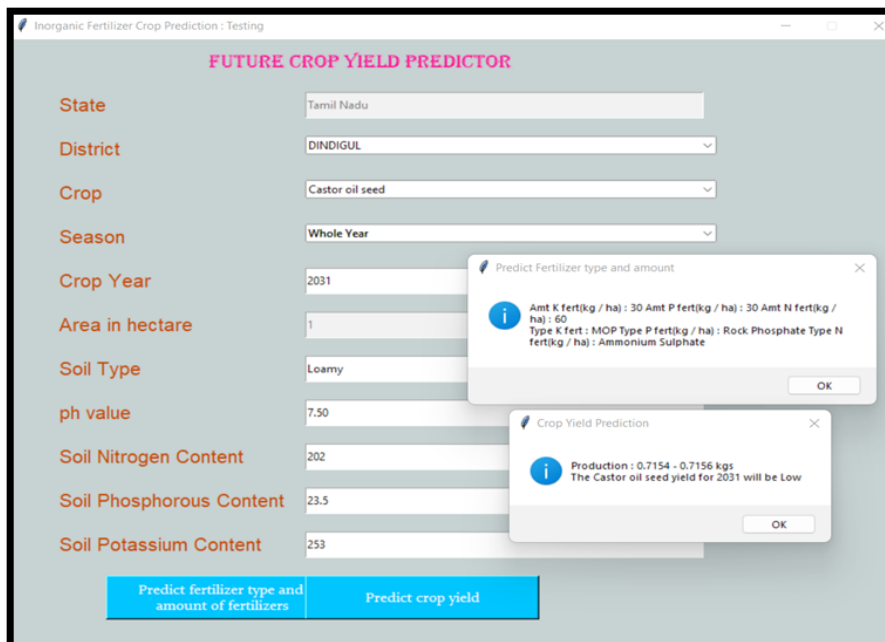 Inorganic Fertilizer Crop Prediction : Testing
FUTURE CROP YIELD PREDICTOR
State
Tamil Nadu
District
DINDIGUL
Crop
Castor oil seed
Season
Whole Year
Crop Year
2031
Area in hectare
1
Soil Type
Loamy
ph value
7.50
Soil Nitrogen Content
202
Soil Phosphorous Content
23.5
Soil Potassium Content
253
Predict fertilizer type and
amount of fertilizers
Predict crop yield
Predict Fertilizer type and amount
Amt K fert(kg / ha) : 30 Amt P fert(kg / ha) : 30 Amt N fert(kg /
ha) : 60
Type K fert : MOP Type P fert(kg / ha) : Rock Phosphate Type N
fert(kg / ha) : Ammonium Sulphate
OK
Crop Yield Prediction
Production : 0.7154 - 0.7156 kgs
The Castor oil seed yield for 2031 will be Low
OK